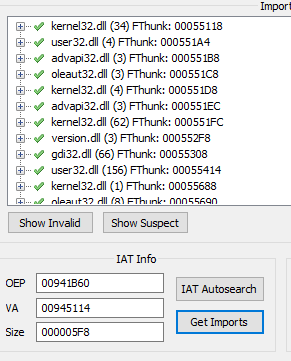 Import
kernel32.dll (34) FThunk: 00055118
user32.dll (4) FThunk: 000551A4
advapi32.dll (3) FThunk: 000551B8
oleaut32.dll (3) FThunk: 000551C8
kernel32.dll (4) FThunk: 000551D8
advapi32.dll (3) FThunk: 000551EC
kernel32.dll (62) FThunk: 000551FC
version.dll (3) FThunk: 000552F8
gdi32.dll (66) FThunk: 00055308
user32.dll (156) FThunk: 00055414
kernel32.dll (1) FThunk: 00055688
oleaut32.dll (8) FThunk: 00055690
Show Invalid Show Suspect
IAT Info
OEP 00941B60 IAT Autosearch
VA 00945114
Size 000005F8 Get Imports